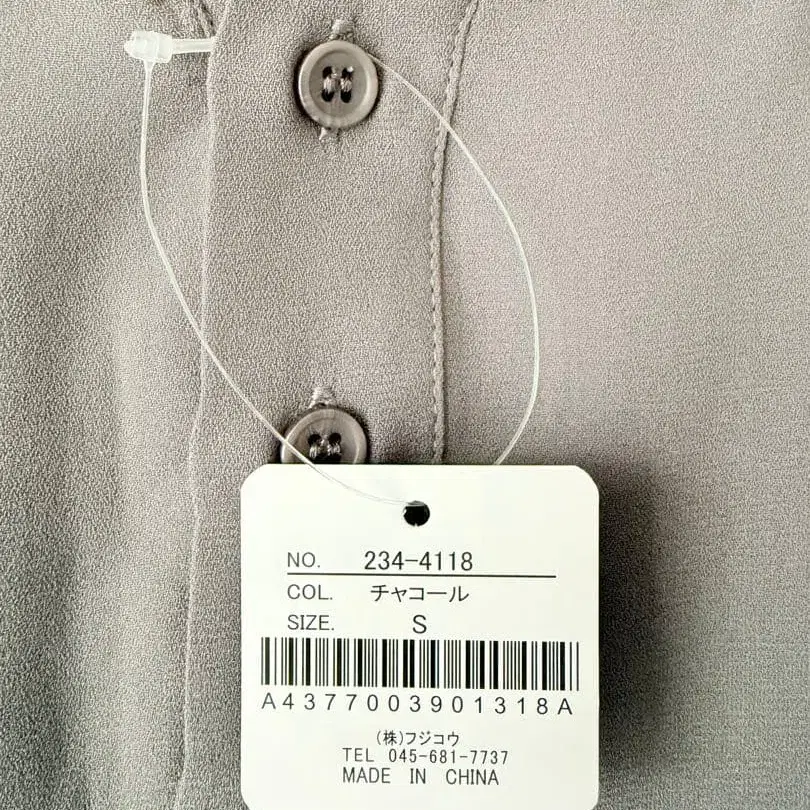 NO. 234-4118
COL. チャコール
SIZE. S
A4377003901318A
(株)フジコウ
TEL 045-681-7737
MADE IN CHINA